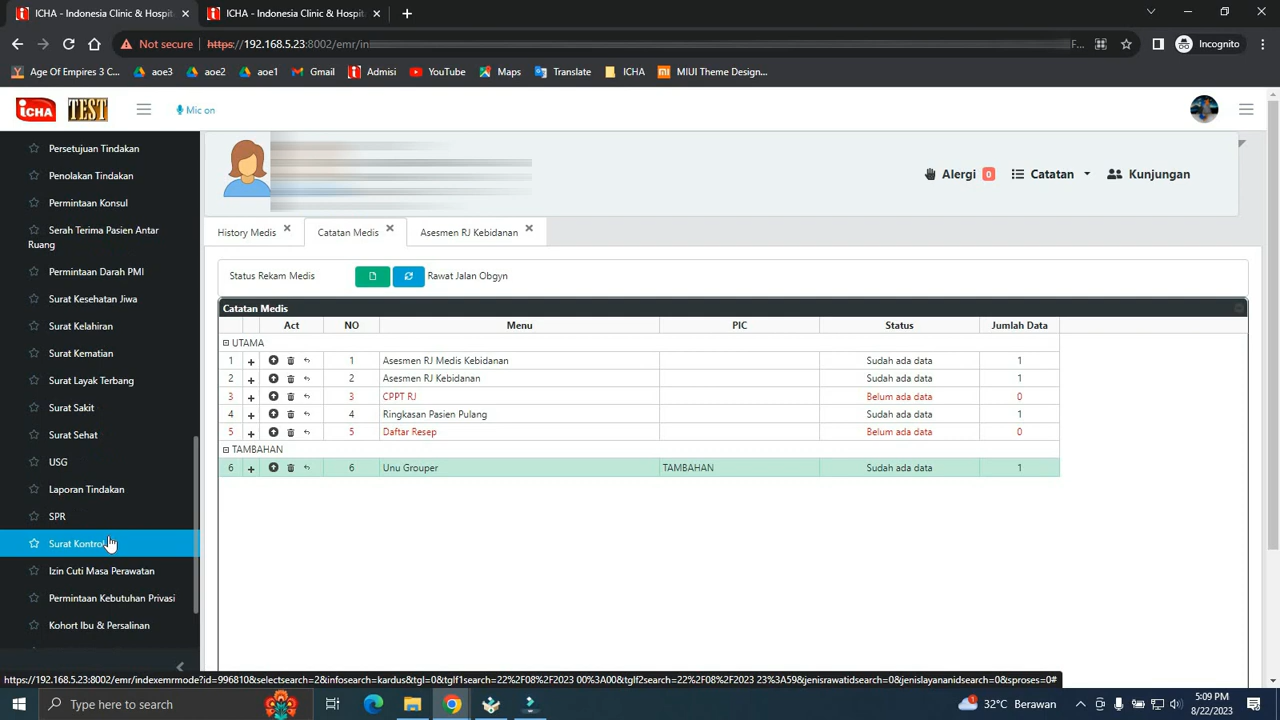 ICHA - Indonesia Clinic & Hospit
ICHA - Indonesia Clinic & Hospit
Not secure https://192.168.5.23:8002/emr/in F... Incognito
Age Of Empires 3 C... aoe3 aoe2 aoe1 Gmail Admisi YouTube Maps Translate ICHA MIUI Theme Design...
iCHA TEST Mic on
Persetujuan Tindakan
Penolakan Tindakan
Permintaan Konsul
Serah Terima Pasien Antar
Ruang
Permintaan Darah PMI
Surat Kesehatan Jiwa
Surat Kelahiran
Surat Kematian
Surat Layak Terbang
Surat Sakit
Surat Sehat
USG
Laporan Tindakan
SPR
Surat Kontrol
Izin Cuti Masa Perawatan
Permintaan Kebutuhan Privasi
Kohort Ibu & Persalinan
Alergi 0 Catatan Kunjungan
History Medis Catatan Medis Asesmen RJ Kebidanan
Status Rekam Medis Rawat Jalan Obgyn
Catatan Medis
Act NO Menu PIC Status Jumlah Data
UTAMA
1 1 Asesmen RJ Medis Kebidanan Sudah ada data 1
2 2 Asesmen RJ Kebidanan Sudah ada data 1
3 3 CPPT RJ Belum ada data 0
4 4 Ringkasan Pasien Pulang Sudah ada data 1
5 5 Daftar Resep Belum ada data 0
TAMBAHAN
6 6 Unu Grouper TAMBAHAN Sudah ada data 1
https://192.168.5.23:8002/emr/indexemrmode?id=996810&selectsearch=2&infosearch=kardus&tgl=0&tglf1search=22%2F08%2F2023 00%3A00&tglf2search=22%2F08%2F2023 23%3A59&jenisrawatidsearch=0&jenislayananidsearch=0&sproses=0#
Type here to search 32°C Berawan 5:09 PM
8/22/2023